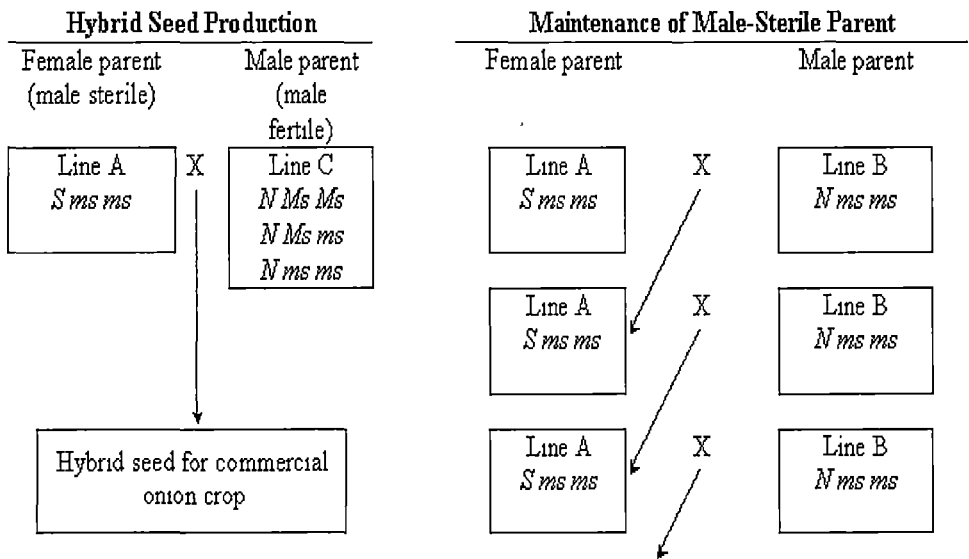 Hybrid Seed Production
Female parent
(male sterile)
Male parent
(male
fertile)
Line A
S ms ms
X
Line C
N Ms Ms
N Ms ms
N ms ms
Hybrid seed for commercial
onion crop
Maintenance of Male-Sterile Parent
Female parent
Male parent
Line A
S ms ms
X
Line B
N ms ms
Line A
S ms ms
X
Line B
N ms ms
Line A
S ms ms
X
Line B
N ms ms